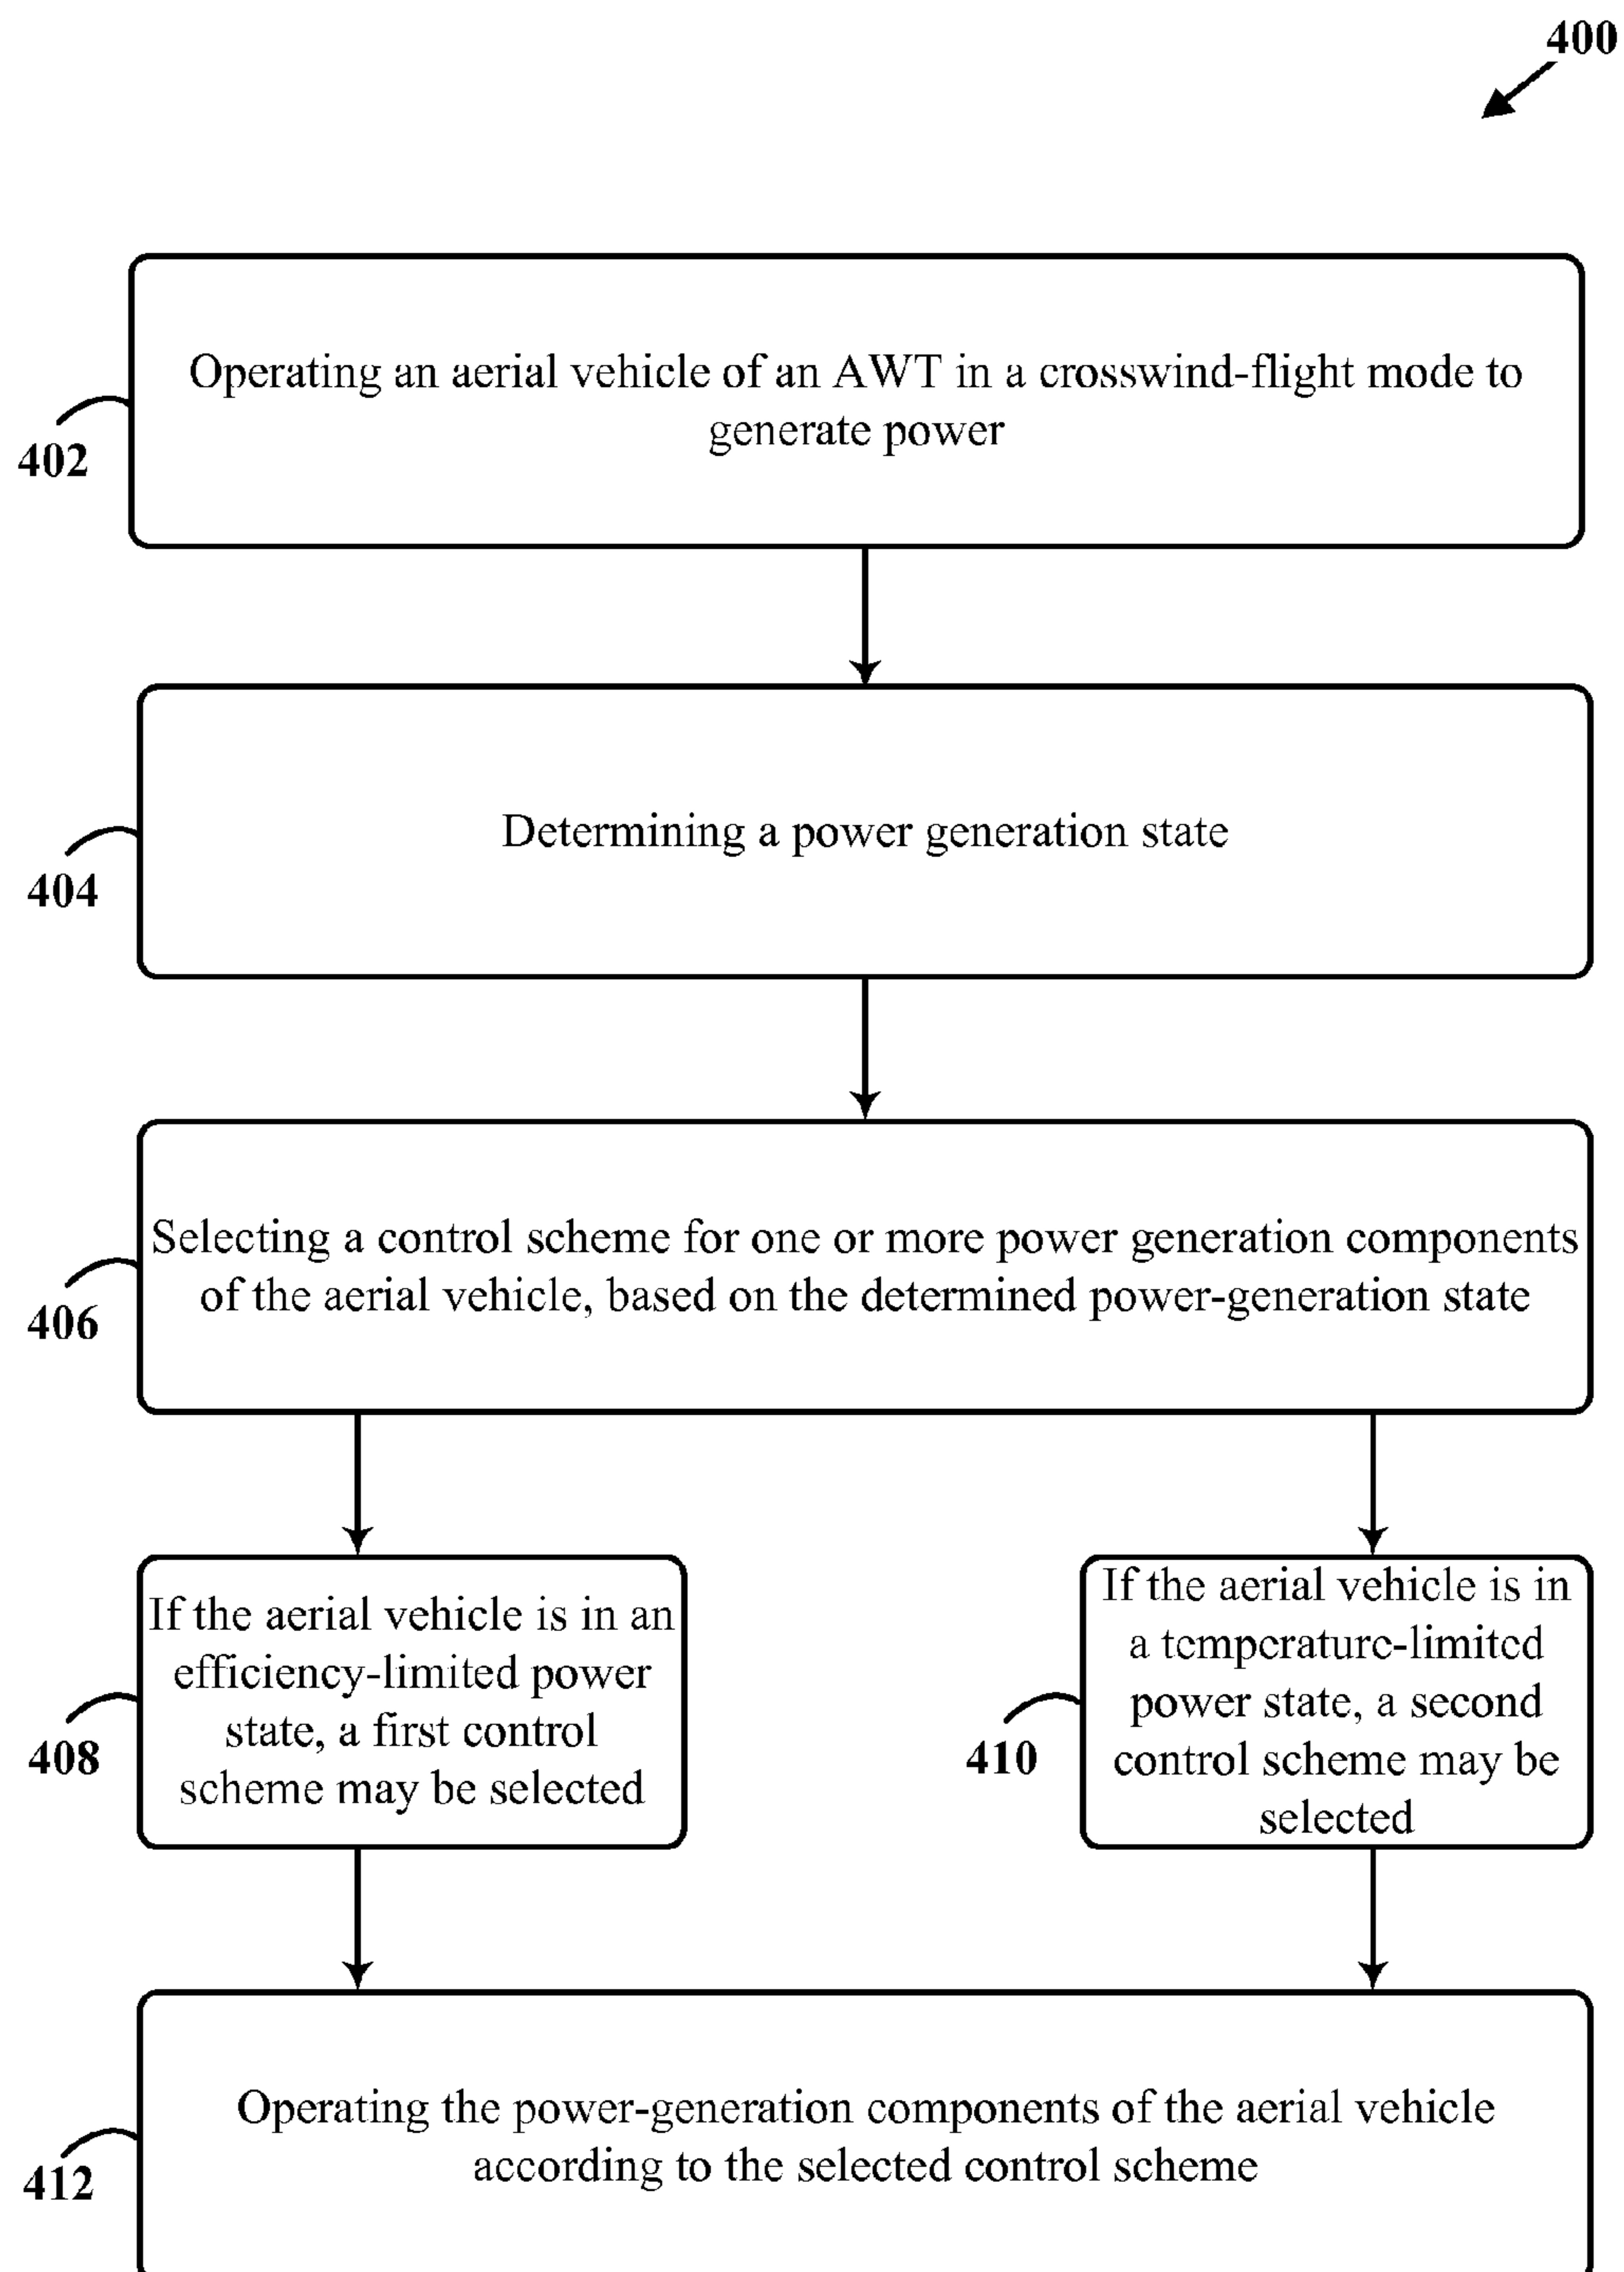 400
Operating an aerial vehicle of an AWT in a crosswind-flight mode to
generate power
402
Determining a power generation state
404
Selecting a control scheme for one or more power generation components
of the aerial vehicle, based on the determined power-generation state
406
If the aerial vehicle is in an
efficiency-limited power
state, a first control
scheme may be selected
408
If the aerial vehicle is in
a temperature-limited
power state, a second
control scheme may be
selected
410
Operating the power-generation components of the aerial vehicle
according to the selected control scheme
412